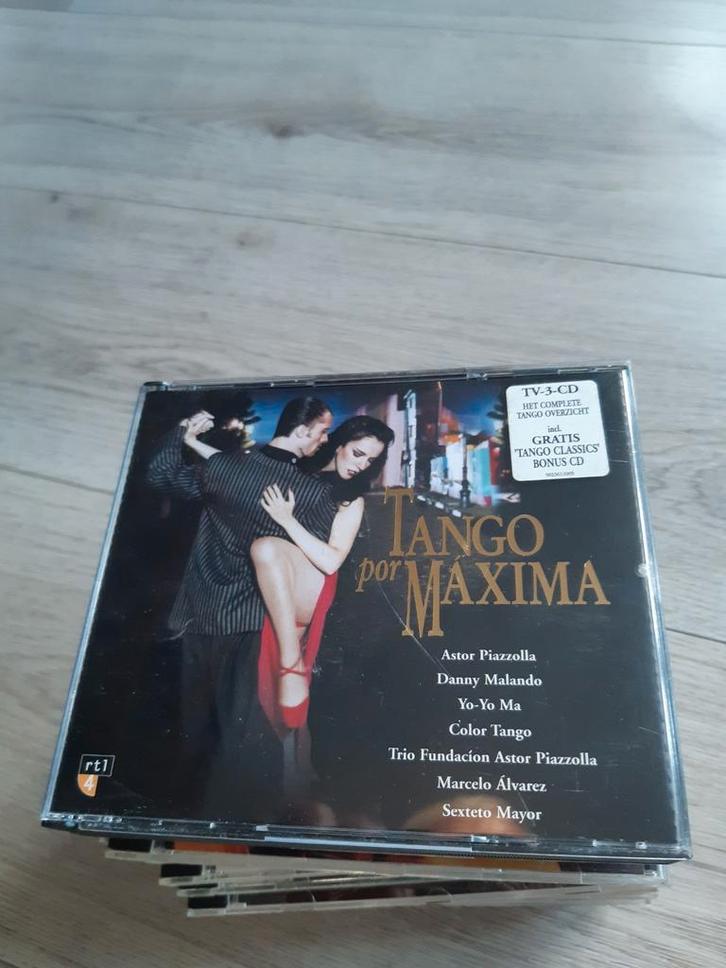 TV-3-CD
HET COMPLETE
TANGO OVERZICHT
incl.
GRATIS
'TANGO CLASSICS'
BONUS CD
TANGO
por MÁXIMA
Astor Piazzolla
Danny Malando
Yo-Yo Ma
Color Tango
Trio Fundacíon Astor Piazzolla
Marcelo Álvarez
Sexteto Mayor
rtl
4